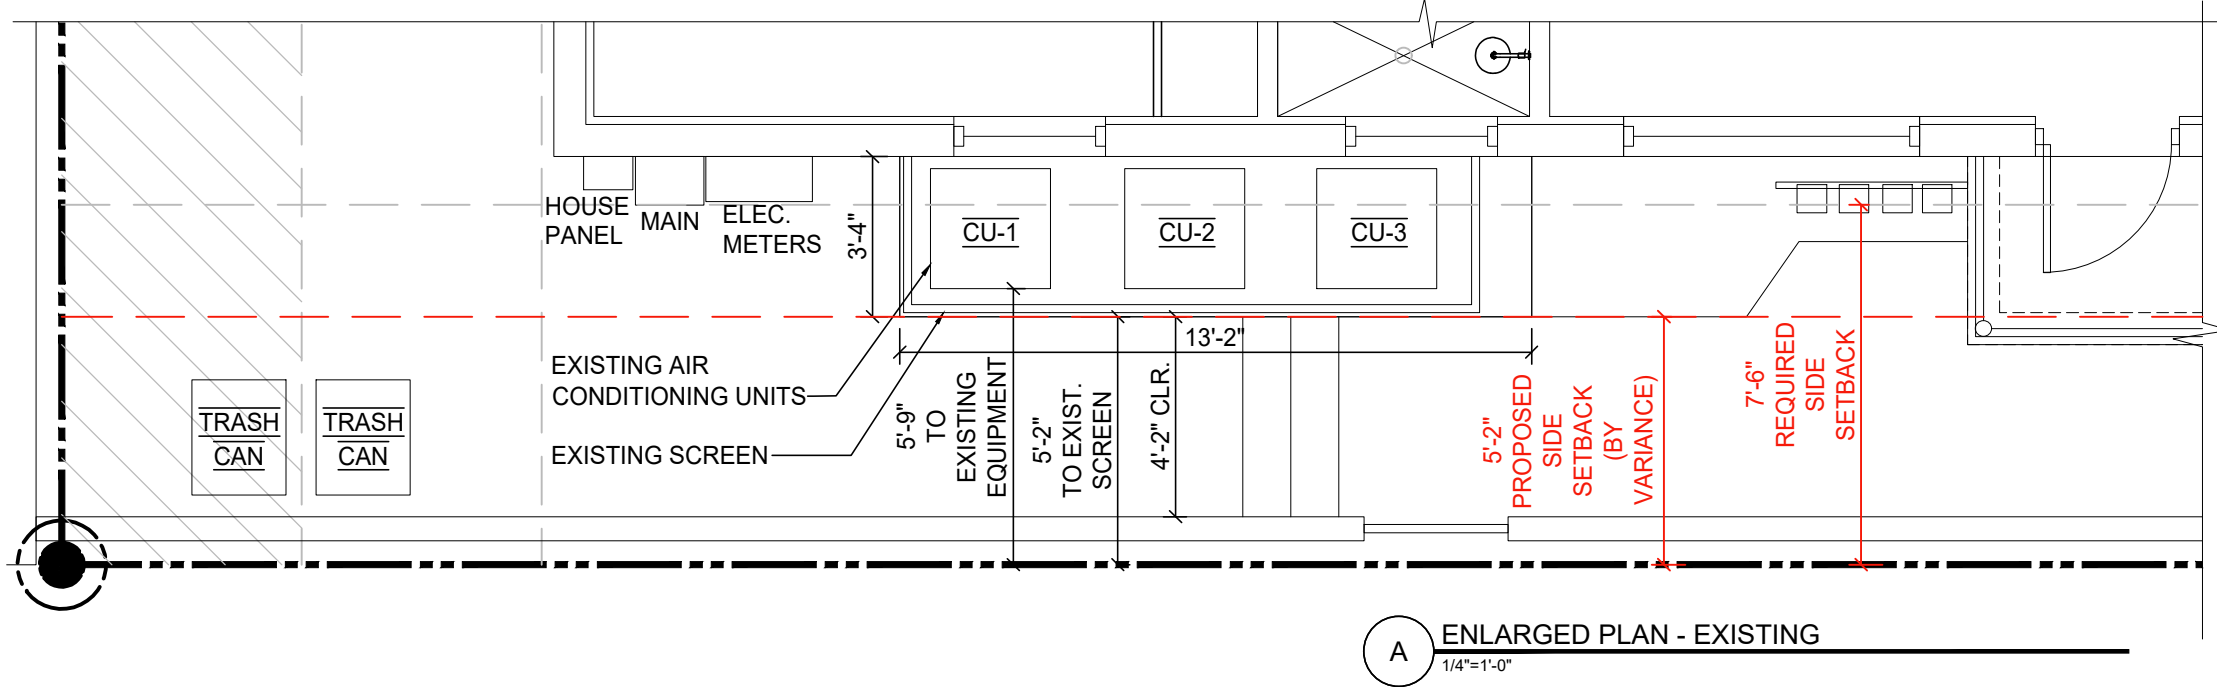 HOUSE
PANEL
MAIN
ELEC.
METERS
3'-4"
CU-1
CU-2
CU-3
13'-2"
EXISTING AIR
CONDITIONING UNITS
EXISTING SCREEN
TRASH
CAN
TRASH
CAN
5'-9"
TO
EXISTING
EQUIPMENT
5'-2"
TO EXIST.
SCREEN
4'-2" CLR.
5'-2"
PROPOSED
SIDE
SETBACK
(BY
VARIANCE)
7'-6"
REQUIRED
SIDE
SETBACK
A
ENLARGED PLAN - EXISTING
1/4"=1'-0"